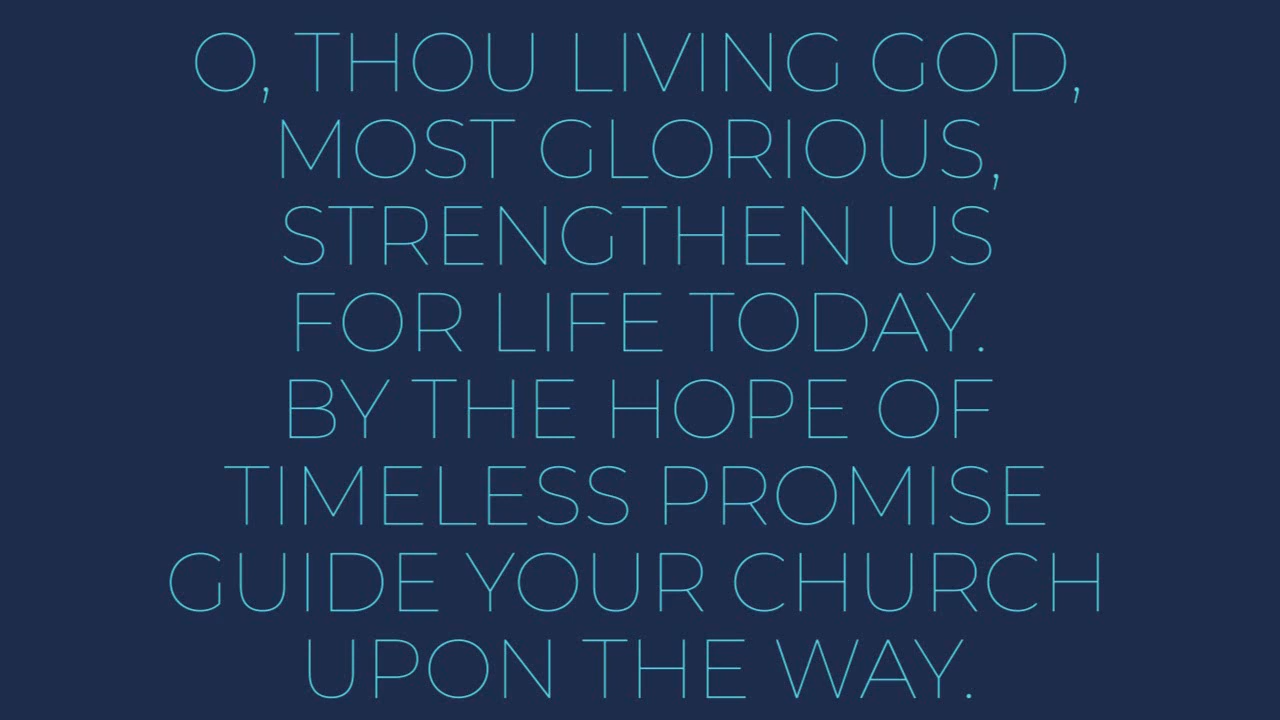 O, THOU LIVING GOD,
MOST GLORIOUS,
STRENGTHEN US
FOR LIFE TODAY.
BY THE HOPE OF
TIMELESS PROMISE
GUIDE YOUR CHURCH
UPON THE WAY.